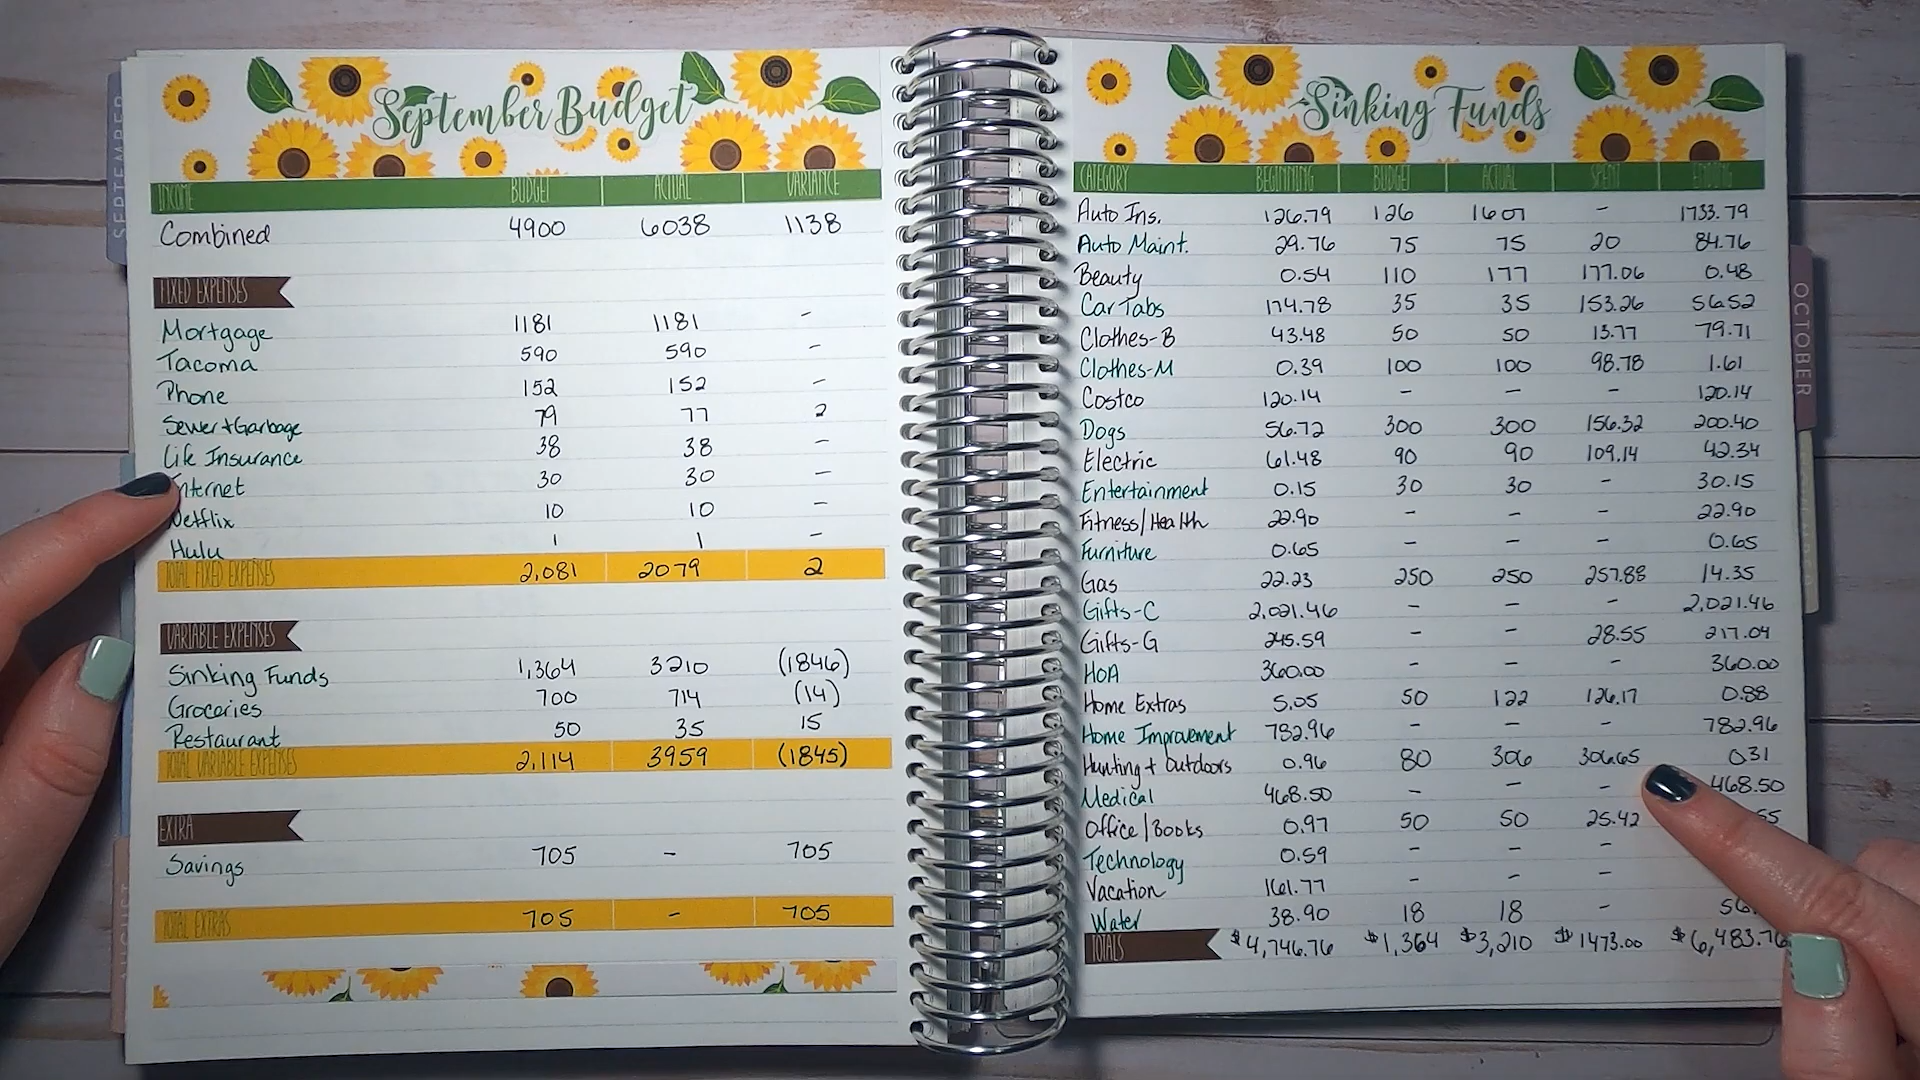 September Budget
INCOME BUDGET ACTUAL VARIANCE
Combined 4900 6038 1138
FIXED EXPENSES
Mortgage 1181 1181 -
Tacoma 590 590 -
Phone 152 152 -
Sewer + Garbage 79 77 2
Life Insurance 38 38 -
Internet 30 30 -
Netflix 10 10 -
Hulu 1 1 -
TOTAL FIXED EXPENSES 2,081 2079 2
VARIABLE EXPENSES
Sinking Funds 1,364 3210 (1846)
Groceries 700 714 (14)
Restaurant 50 35 15
TOTAL VARIABLE EXPENSES 2,114 3959 (1845)
EXTRA
Savings 705 - 705
TOTAL EXTRAS 705 - 705
Sinking Funds
CATEGORY BEGINNING BUDGET ACTUAL SPENT ENDING
Auto Ins. 126.79 126 1607 - 1733.79
Auto Maint. 29.76 75 75 20 84.76
Beauty 0.54 110 177 177.06 0.48
Car Tabs 174.78 35 35 153.26 56.52
Clothes-B 43.48 50 50 13.77 79.71
Clothes-M 0.39 100 100 98.78 1.61
Costco 120.14 - - - 120.14
Dogs 56.72 300 300 156.32 200.40
Electric 61.48 90 90 109.14 42.34
Entertainment 0.15 30 30 - 30.15
Fitness/Health 22.90 - - - 22.90
Furniture 0.65 - - - 0.65
Gas 22.23 250 250 257.88 14.35
Gifts-C 2,021.46 - - - 2,021.46
Gifts-G 245.59 - - 28.55 217.04
HOA 360.00 - - - 360.00
Home Extras 5.05 50 122 126.17 0.88
Home Improvement 782.96 - - - 782.96
Hunting + Outdoors 0.96 80 306 306.65 0.31
Medical 468.50 - - - 468.50
Office/Books 0.97 50 50 25.42 55
Technology 0.59 - - -
Vacation 161.77 - - -
Water 38.90 18 18 -
TOTALS $4,746.76 $1,364 $3,210 $1473.00 $6,483.76
SEPTEMBER
AUGUST
OCTOBER